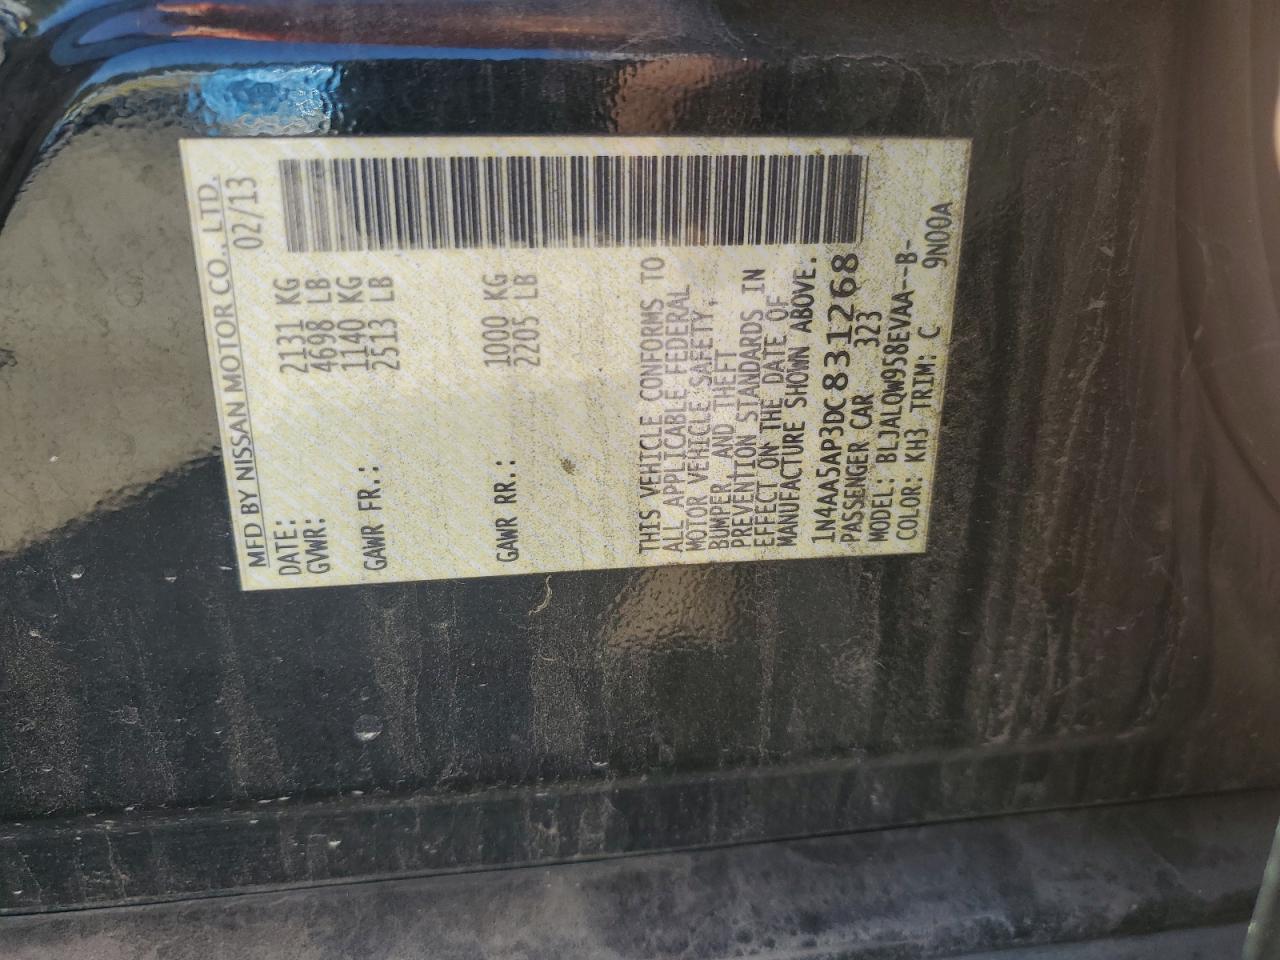 MFD BY NISSAN MOTOR CO., LTD.
DATE: 02/13
GVWR: 2131 KG
4698 LB
GAWR FR.: 1140 KG
2513 LB
GAWR RR.: 1000 KG
2205 LB
THIS VEHICLE CONFORMS TO
ALL APPLICABLE FEDERAL
MOTOR VEHICLE SAFETY,
BUMPER, AND THEFT
PREVENTION STANDARDS IN
EFFECT ON THE DATE OF
MANUFACTURE SHOWN ABOVE.
1N4AA5AP3DC831268
PASSENGER CAR 323
MODEL: BLJALQW958EVAA--B-
COLOR: KH3 TRIM: C 9N00A